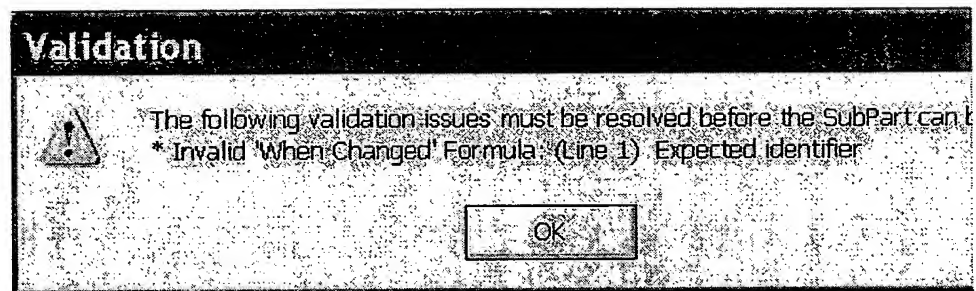 Validation
The following validation issues must be resolved before the SubPart can
* Invalid 'When Changed' Formula: (Line 1) Expected identifier
OK